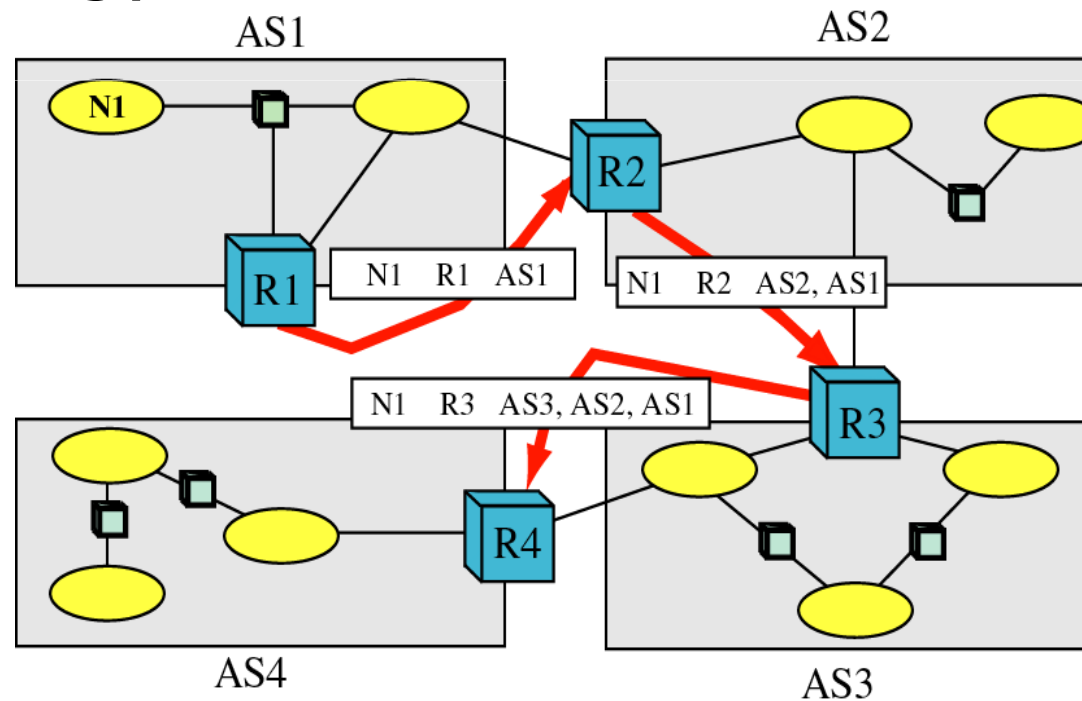 AS1
AS2
N1
R2
N1 R1 AS1
R1
N1 R2 AS2, AS1
N1 R3 AS3, AS2, AS1
R3
R4
AS4
AS3